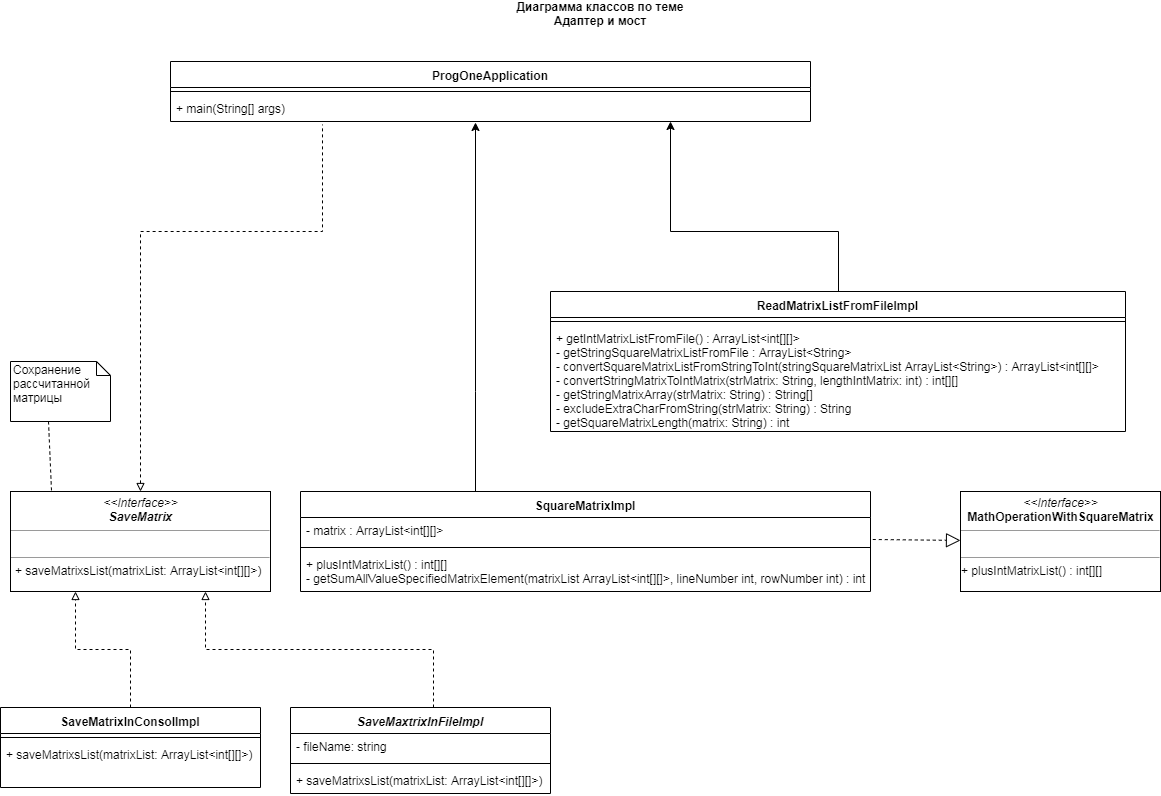 Диаграмма классов по теме
Адаптер и мост
ProgOneApplication
+ main(String[] args)
ReadMatrixListFromFileImpl
+ getIntMatrixListFromFile() : ArrayList<int[][]>
- getStringSquareMatrixListFromFile : ArrayList<String>
- convertSquareMatrixListFromStringToInt(stringSquareMatrixList ArrayList<String>) : ArrayList<int[][]>
- convertStringMatrixToIntMatrix(strMatrix: String, lengthIntMatrix: int) : int[][]
- getStringMatrixArray(strMatrix: String) : String[]
- excludeExtraCharFromString(strMatrix: String) : String
- getSquareMatrixLength(matrix: String) : int
Сохранение
рассчитанной
матрицы
<<Interface>>
SaveMatrix
+ saveMatrixsList(matrixList: ArrayList<int[][]>)
SquareMatrixImpl
- matrix : ArrayList<int[][]>
+ plusIntMatrixList() : int[][]
- getSumAllValueSpecifiedMatrixElement(matrixList ArrayList<int[][]>, lineNumber int, rowNumber int) : int
<<Interface>>
MathOperationWithSquareMatrix
+ plusIntMatrixList() : int[][]
SaveMatrixInConsolImpl
+ saveMatrixsList(matrixList: ArrayList<int[][]>)
SaveMaxtrixInFileImpl
- fileName: string
+ saveMatrixsList(matrixList: ArrayList<int[][]>)